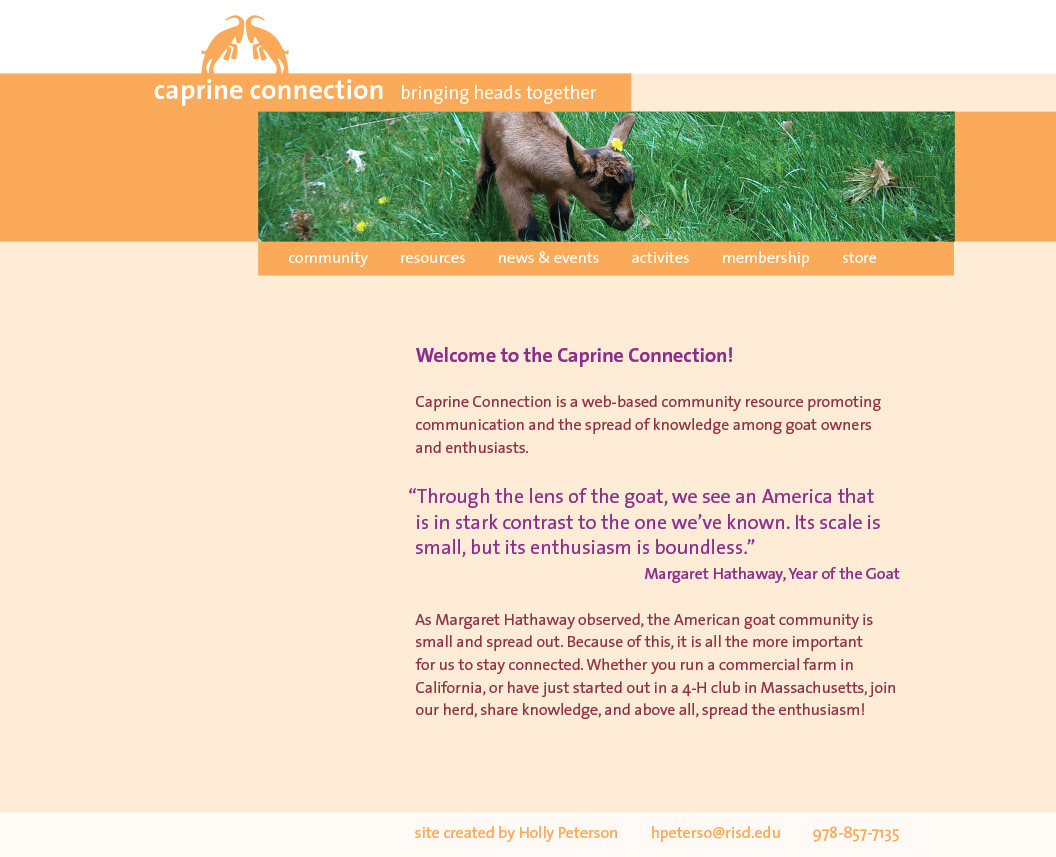 caprine connection bringing heads together
community resources news & events activites membership store
Welcome to the Caprine Connection!
Caprine Connection is a web-based community resource promoting
communication and the spread of knowledge among goat owners
and enthusiasts.
“Through the lens of the goat, we see an America that
is in stark contrast to the one we’ve known. Its scale is
small, but its enthusiasm is boundless.”
Margaret Hathaway, Year of the Goat
As Margaret Hathaway observed, the American goat community is
small and spread out. Because of this, it is all the more important
for us to stay connected. Whether you run a commercial farm in
California, or have just started out in a 4-H club in Massachusetts, join
our herd, share knowledge, and above all, spread the enthusiasm!
site created by Holly Peterson hpeterso@risd.edu 978-857-7135